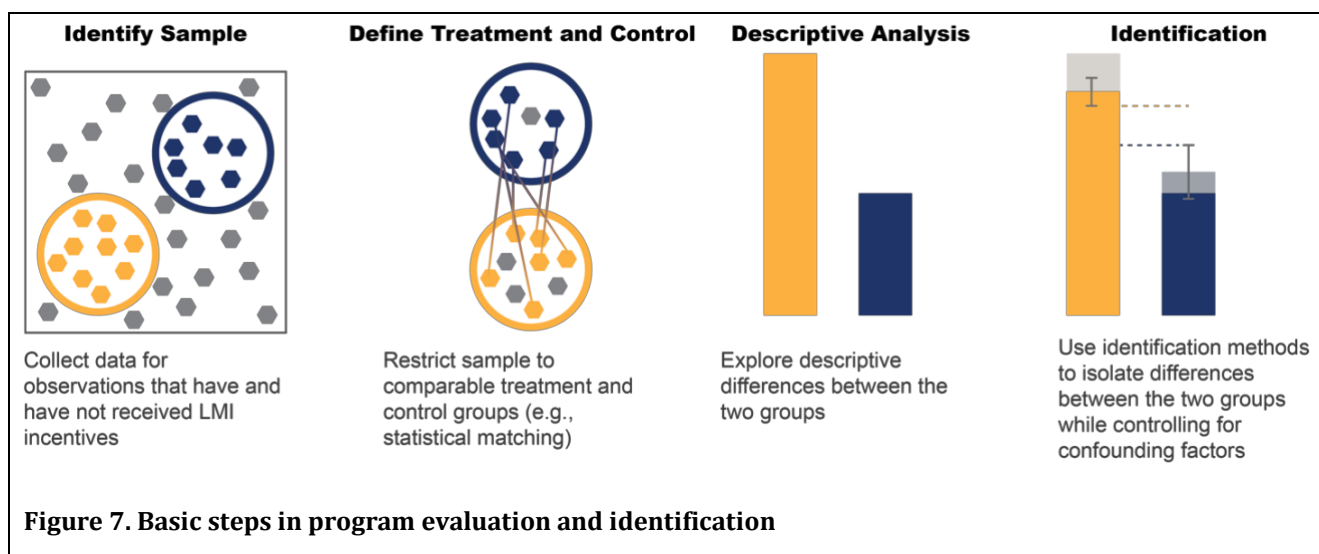 Identify Sample
Collect data for
observations that have and
have not received LMI
incentives
Define Treatment and Control
Restrict sample to
comparable treatment and
control groups (e.g.,
statistical matching)
Descriptive Analysis
Explore descriptive
differences between the
two groups
Identification
Use identification methods
to isolate differences
between the two groups
while controlling for
confounding factors
Figure 7. Basic steps in program evaluation and identification